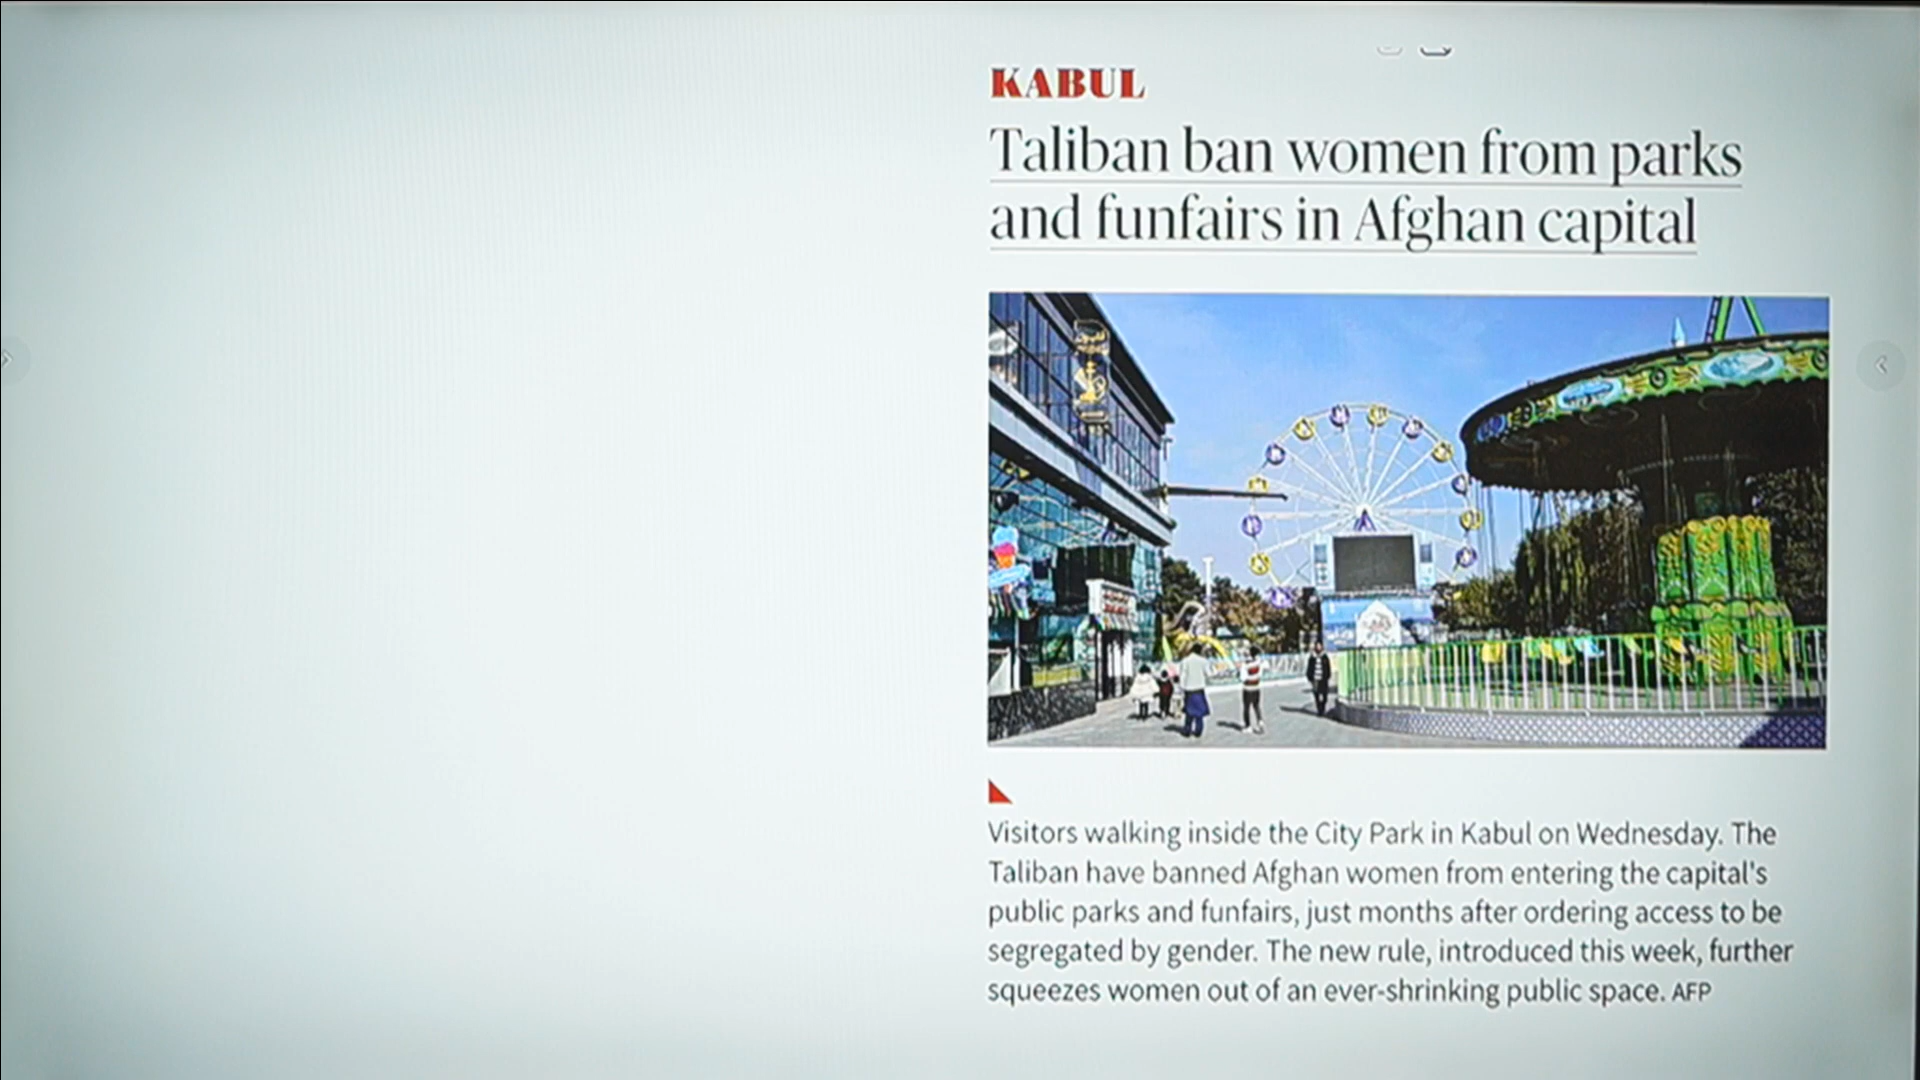 KABUL
Taliban ban women from parks
and funfairs in Afghan capital
Visitors walking inside the City Park in Kabul on Wednesday. The
Taliban have banned Afghan women from entering the capital's
public parks and funfairs, just months after ordering access to be
segregated by gender. The new rule, introduced this week, further
squeezes women out of an ever-shrinking public space. AFP